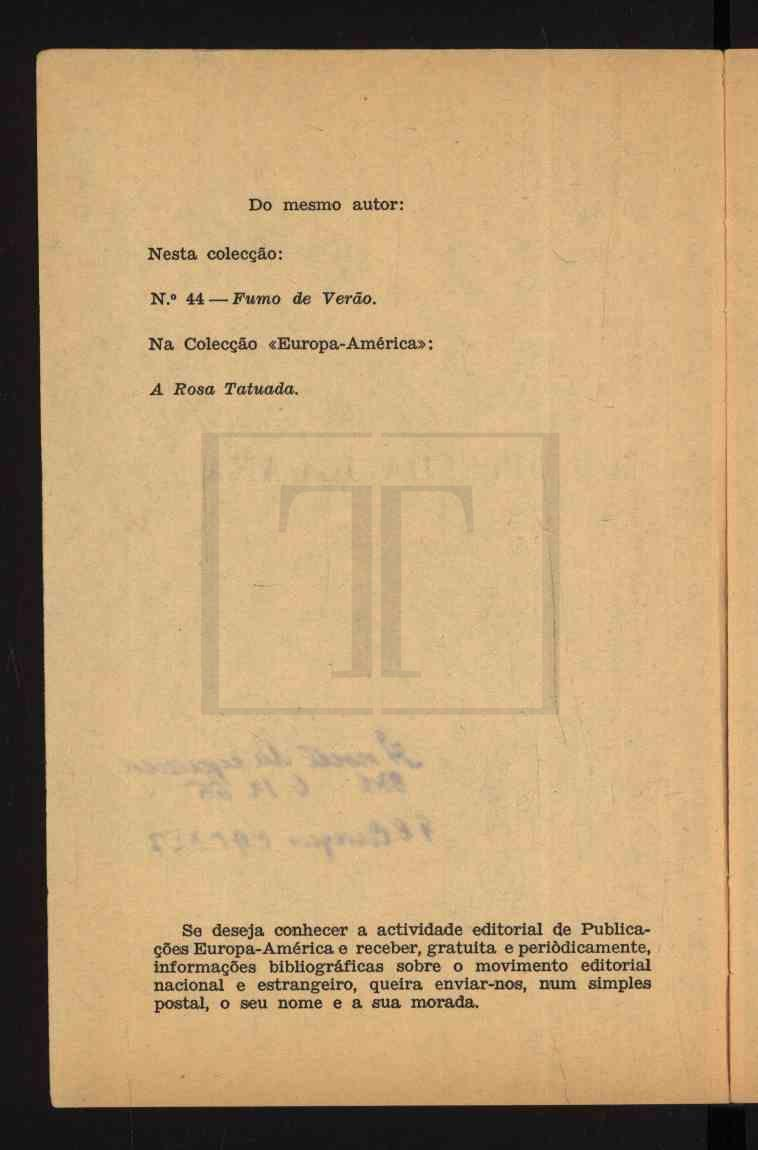 Do mesmo autor:
Nesta colecção:
N.º 44 — Fumo de Verão.
Na Colecção «Europa-América»:
A Rosa Tatuada.
Se deseja conhecer a actividade editorial de Publica-
ções Europa-América e receber, gratuita e periòdicamente,
informações bibliográficas sobre o movimento editorial
nacional e estrangeiro, queira enviar-nos, num simples
postal, o seu nome e a sua morada.